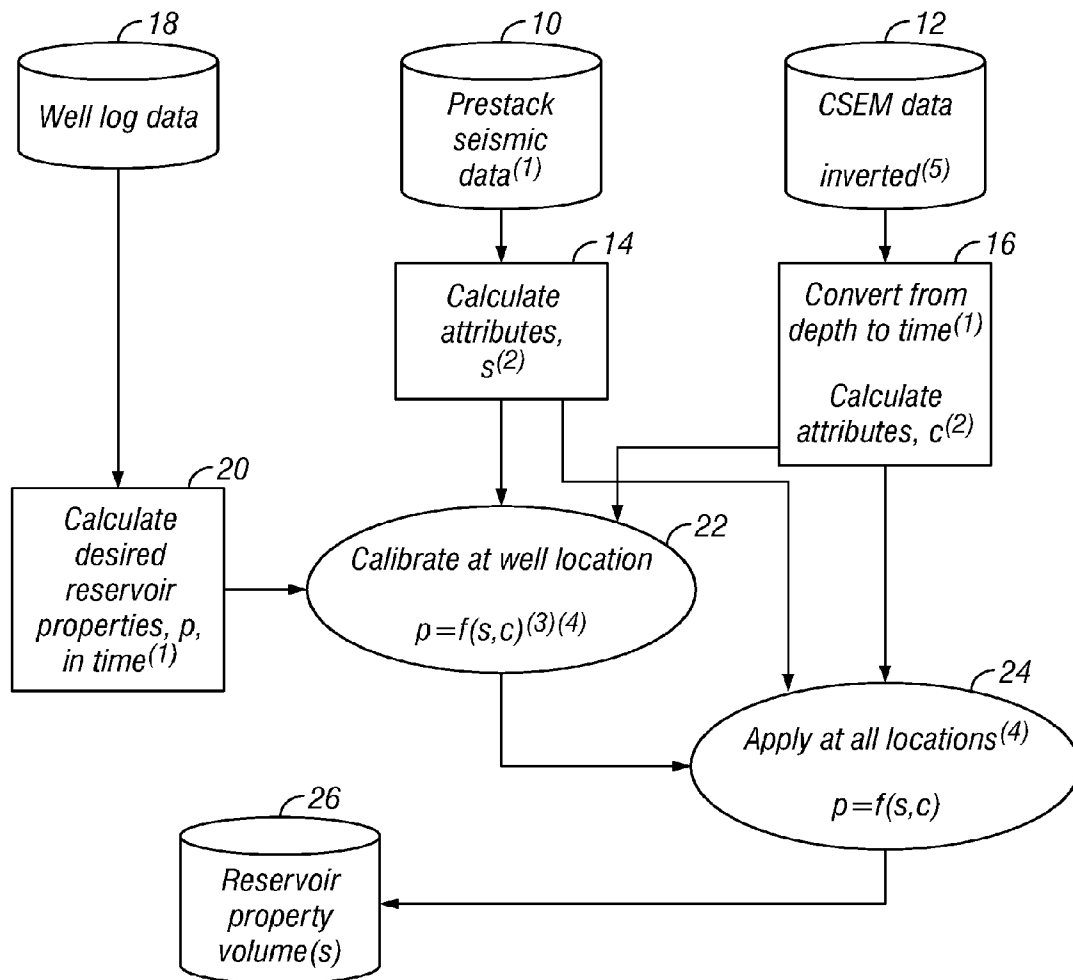 18
Well log data
10
Prestack
seismic
data(1)
12
CSEM data
inverted(5)
14
Calculate
attributes,
s(2)
16
Convert from
depth to time(1)
Calculate
attributes, c(2)
20
Calculate
desired
reservoir
properties, p,
in time(1)
22
Calibrate at well location
p=f(s,c)(3)(4)
24
Apply at all locations(4)
p=f(s,c)
26
Reservoir
property
volume(s)